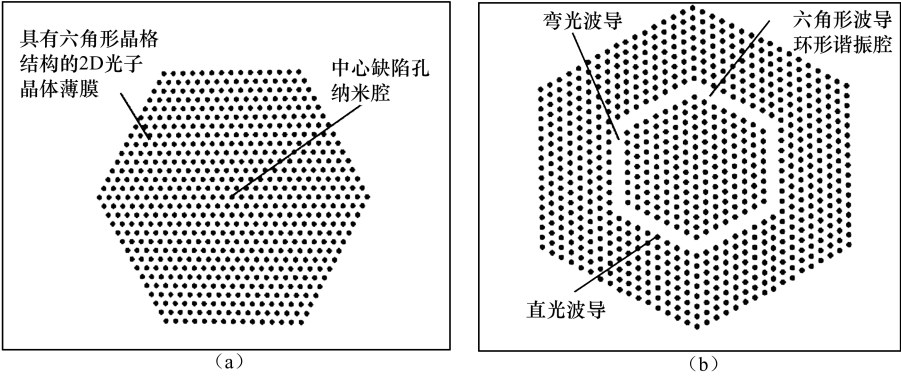 具有六角形晶格
结构的2D光子
晶体薄膜
中心缺陷孔
纳米腔
(a)
弯光波导
六角形波导
环形谐振腔
直光波导
(b)